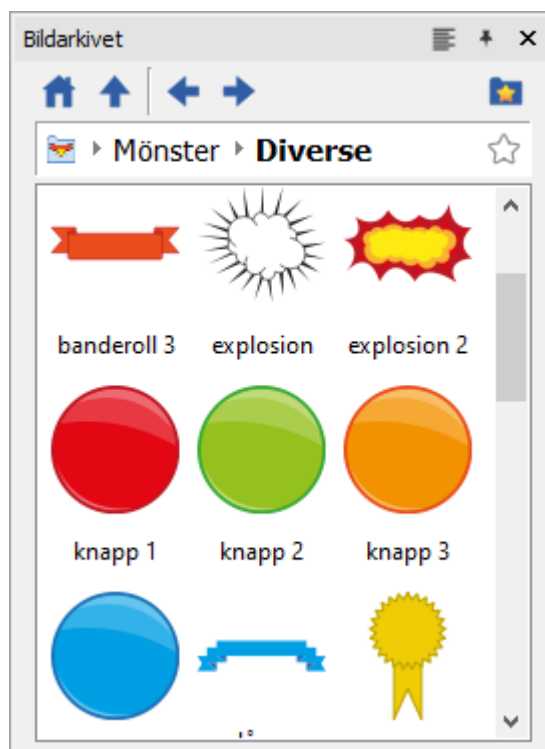 Bildarkivet
Mönster Diverse
banderoll 3 explosion explosion 2
knapp 1 knapp 2 knapp 3